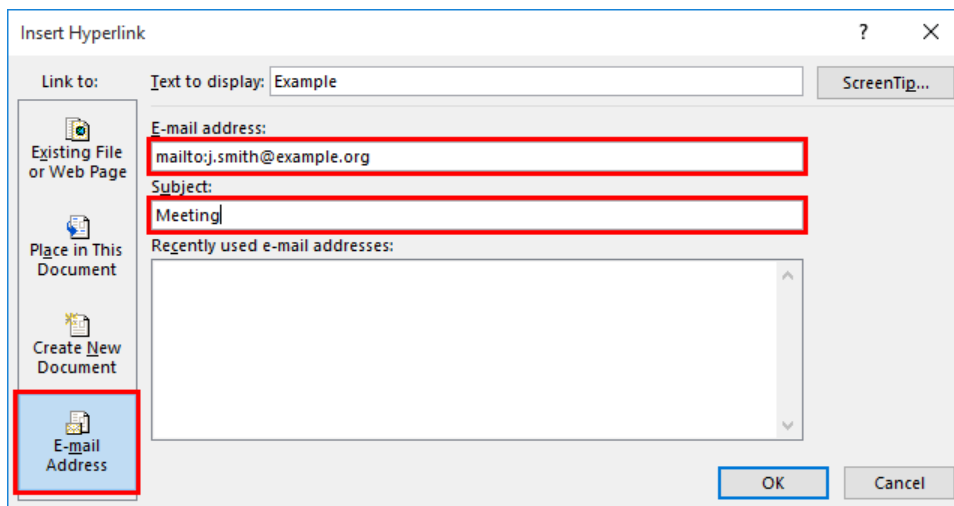 Insert Hyperlink
?
Link to:
Text to display:
Example
ScreenTip...
Existing File
or Web Page
Place in This
Document
Create New
Document
E-mail
Address
E-mail address:
mailto:j.smith@example.org
Subject:
Meeting
Recently used e-mail addresses:
OK
Cancel